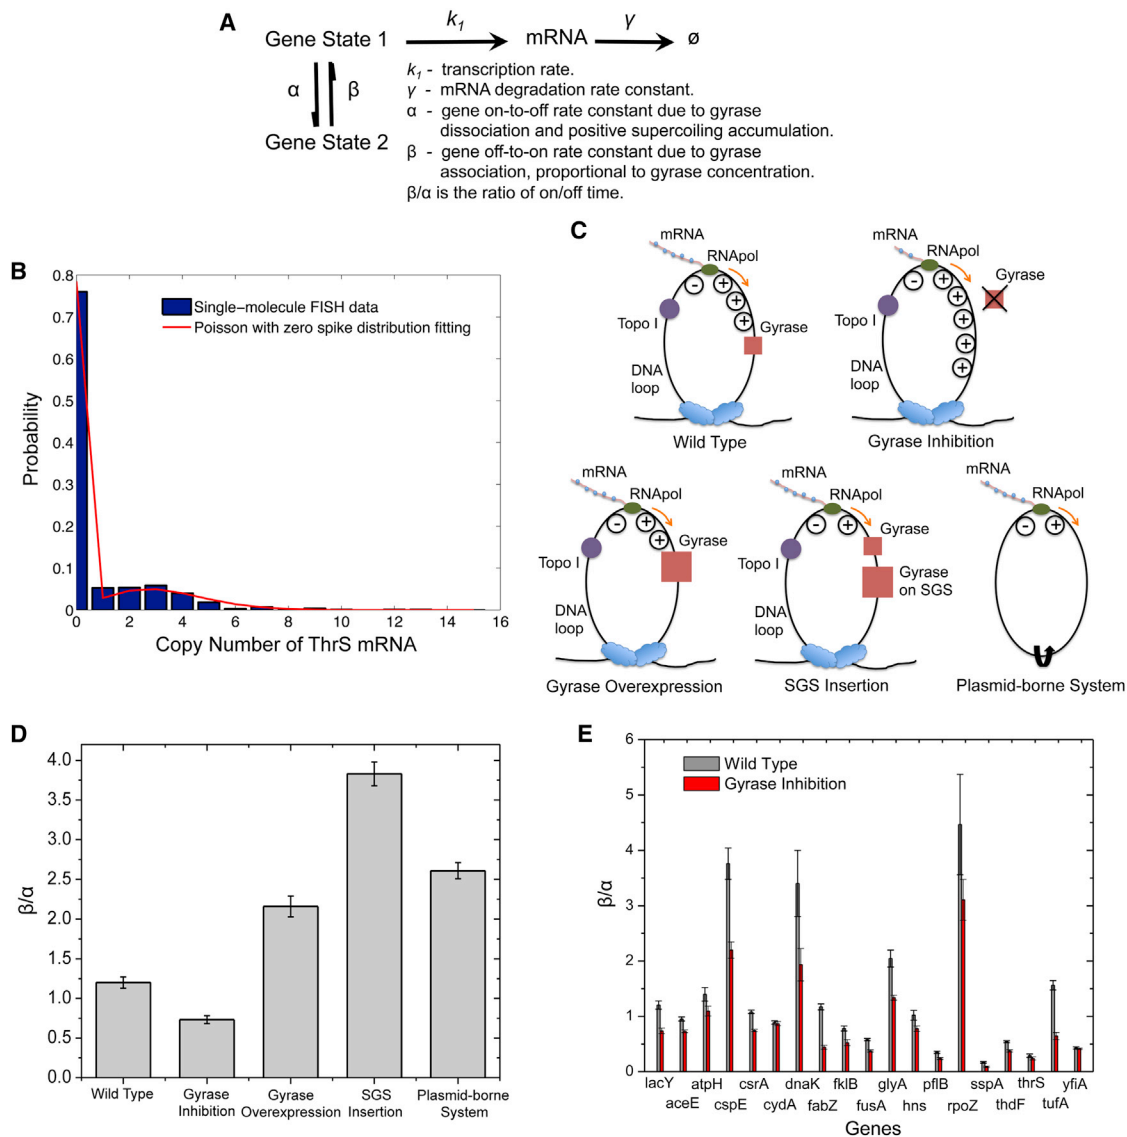 A
Gene State 1
k1
mRNA
γ
ø
α
β
Gene State 2
k1 - transcription rate.
γ - mRNA degradation rate constant.
α - gene on-to-off rate constant due to gyrase
dissociation and positive supercoiling accumulation.
β - gene off-to-on rate constant due to gyrase
association, proportional to gyrase concentration.
β/α is the ratio of on/off time.
B
Single–molecule FISH data
Poisson with zero spike distribution fitting
Probability
0.8
0.7
0.6
0.5
0.4
0.3
0.2
0.1
0
0 2 4 6 8 10 12 14 16
Copy Number of ThrS mRNA
C
mRNA
RNApol
- + + +
Topo I
Gyrase
DNA
loop
Wild Type
mRNA
RNApol
Gyrase
- + + + + +
Topo I
DNA
loop
Gyrase Inhibition
mRNA
RNApol
- + +
Topo I
Gyrase
DNA
loop
Gyrase Overexpression
mRNA
RNApol
- +
Gyrase
Topo I
Gyrase
on SGS
DNA
loop
SGS Insertion
mRNA
RNApol
- +
Plasmid-borne System
D
β/α
4.0
3.5
3.0
2.5
2.0
1.5
1.0
0.5
0.0
Wild Type
Gyrase
Inhibition
Gyrase
Overexpression
SGS
Insertion
Plasmid-borne
System
E
Wild Type
Gyrase Inhibition
β/α
6
5
4
3
2
1
0
lacY atpH csrA dnaK fklB glyA pflB sspA thrS yfiA
aceE cspE cydA fabZ fusA hns rpoZ thdF tufA
Genes